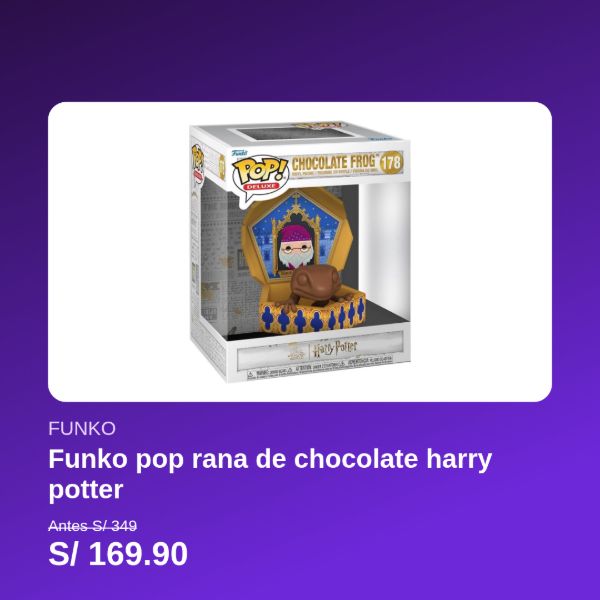 Funko
POP!
DELUXE
CHOCOLATE FROG
178
Harry Potter
FUNKO
Funko pop rana de chocolate harry
potter
Antes S/ 349
S/ 169.90